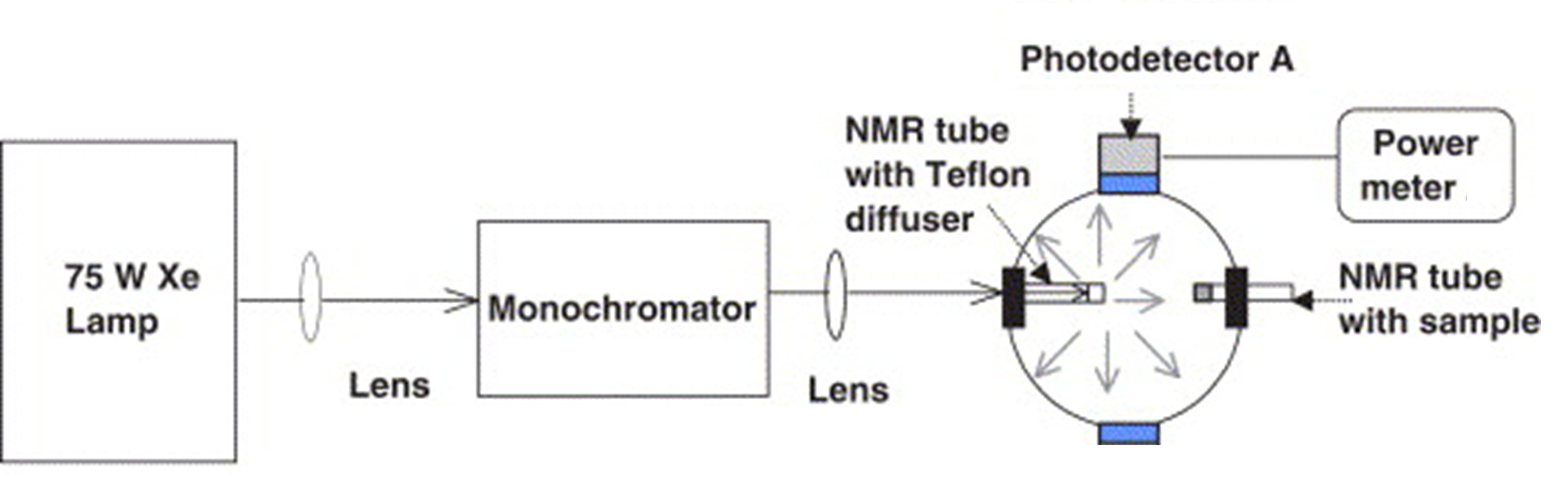 Photodetector A
NMR tube
with Teflon
diffuser
Power
meter
75 W Xe
Lamp
Monochromator
NMR tube
with sample
Lens
Lens